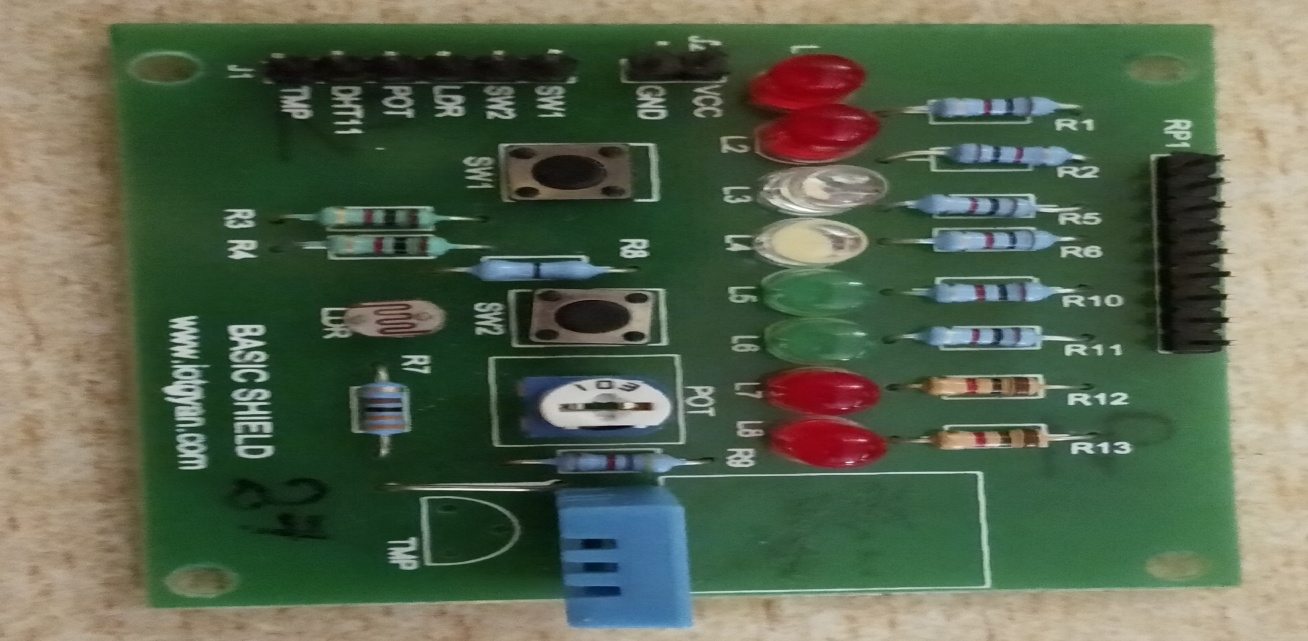 J1
TMP
DHT11
POT
LDR
SW2
SW1
J2
GND
VCC
L2
L3
L4
L5
L6
L7
L8
R1
R2
R5
R6
R10
R11
R12
R13
RP1
SW1
R3
R4
R8
SW2
LDR
R7
POT
R9
TMP
BASIC SHIELD
www.iotgyan.com